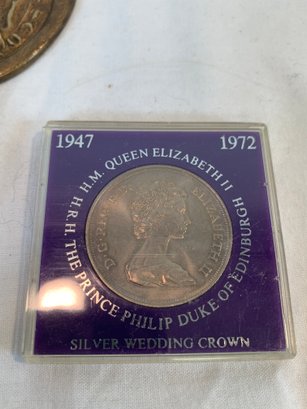 1947
1972
H.M. QUEEN ELIZABETH II
H.R.H. THE PRINCE PHILIP DUKE OF EDINBURGH
D·G·REG·F·D·
ELIZABETH·II
SILVER WEDDING CROWN